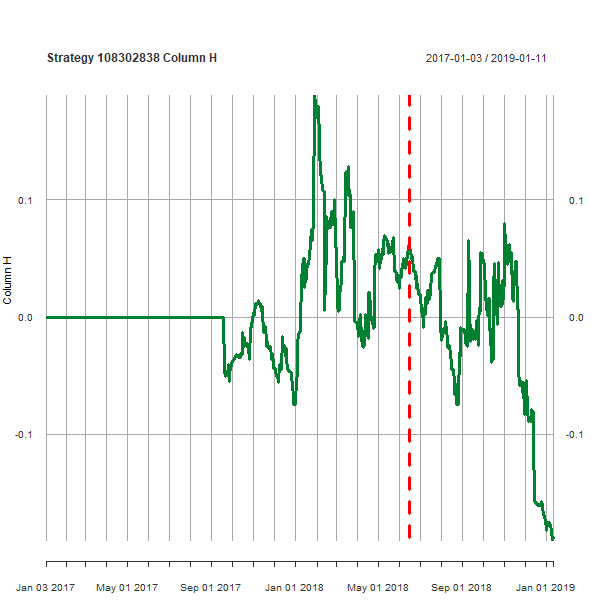 Strategy 108302838 Column H
2017-01-03 / 2019-01-11
Column H
0.1
0.1
0.0
0.0
-0.1
-0.1
Jan 03 2017
May 01 2017
Sep 01 2017
Jan 01 2018
May 01 2018
Sep 01 2018
Jan 01 2019